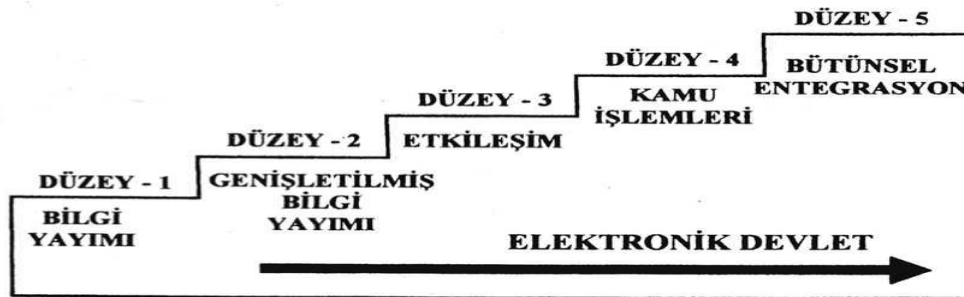 DÜZEY - 1
BİLGİ
YAYIMI
DÜZEY - 2
GENİŞLETİLMİŞ
BİLGİ
YAYIMI
DÜZEY - 3
ETKİLEŞİM
DÜZEY - 4
KAMU
İŞLEMLERİ
DÜZEY - 5
BÜTÜNSEL
ENTEGRASYON
ELEKTRONİK DEVLET